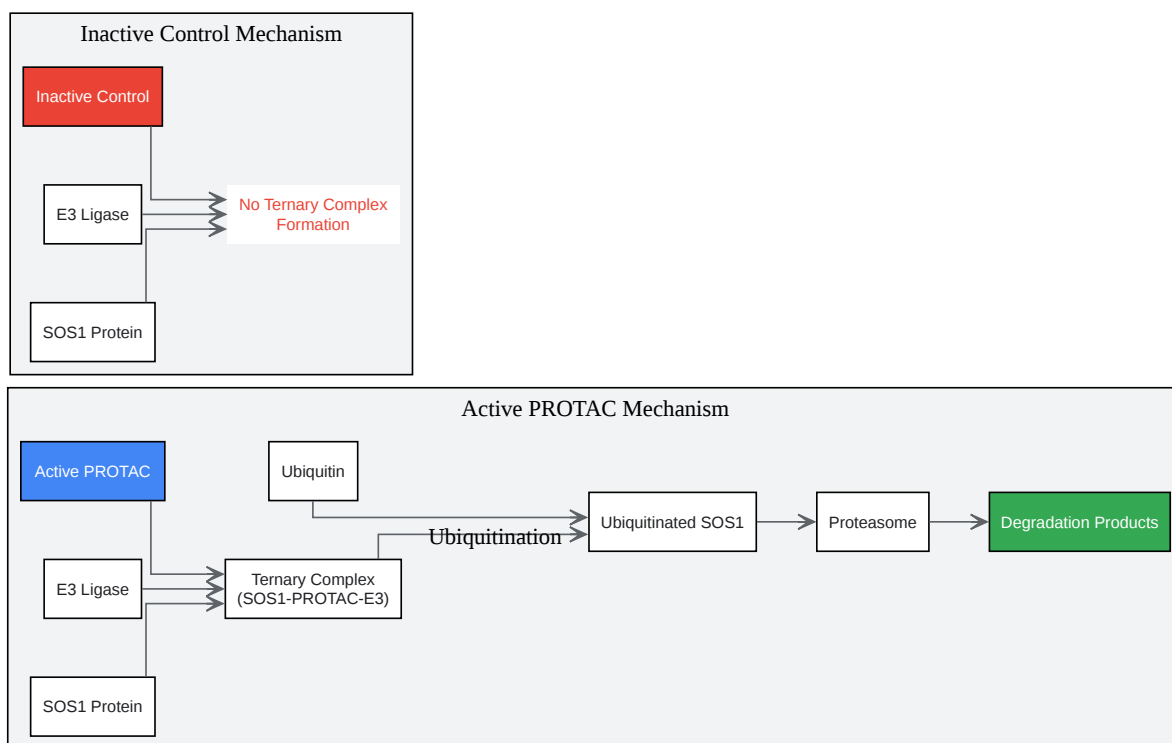 Inactive Control Mechanism
Inactive Control
E3 Ligase
No Ternary Complex
Formation
SOS1 Protein
Active PROTAC Mechanism
Active PROTAC
Ubiquitin
Ubiquitinated SOS1
Proteasome
Degradation Products
Ubiquitination
E3 Ligase
Ternary Complex
(SOS1-PROTAC-E3)
SOS1 Protein